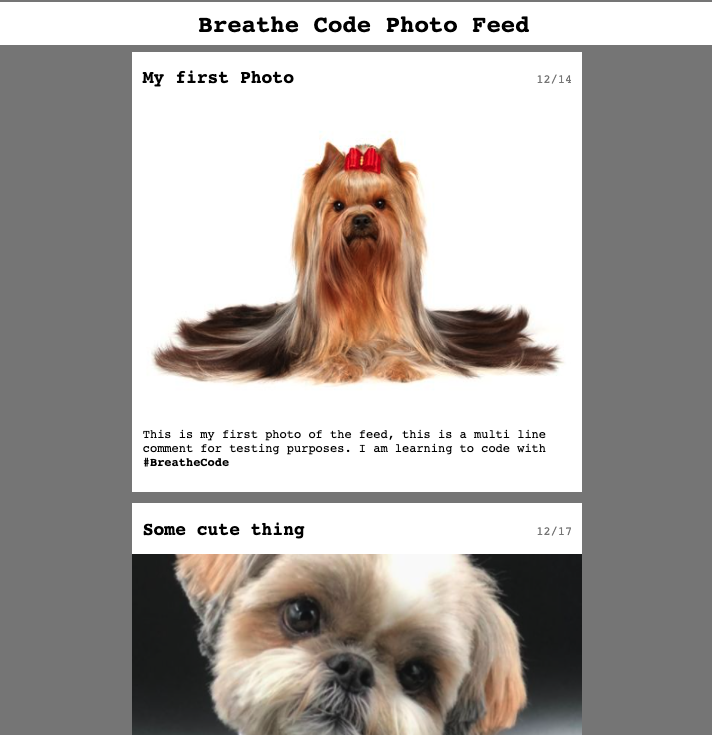 Breathe Code Photo Feed
My first Photo
12/14
This is my first photo of the feed, this is a multi line
comment for testing purposes. I am learning to code with
#BreatheCode
Some cute thing
12/17